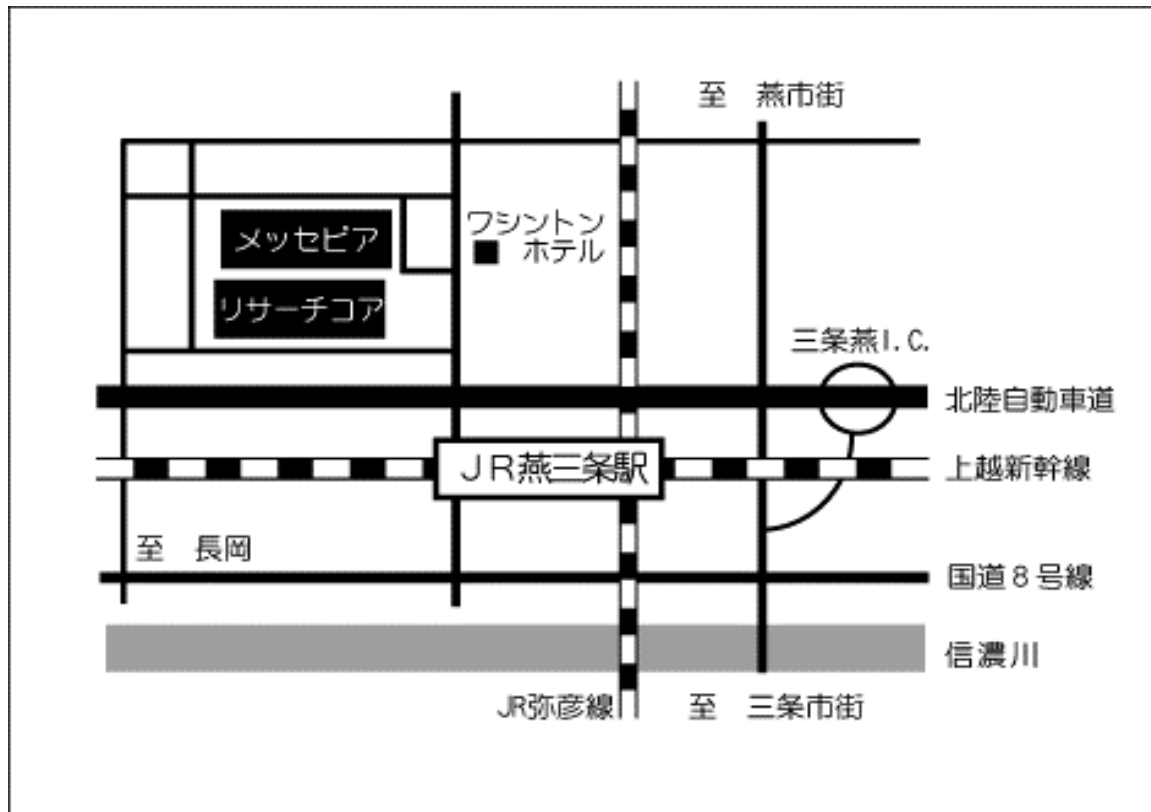 至　燕市街
ワシントン
ホテル
メッセピア
リサーチコア
三条燕I.C.
北陸自動車道
JR燕三条駅
上越新幹線
至　長岡
国道８号線
信濃川
JR弥彦線
至　三条市街